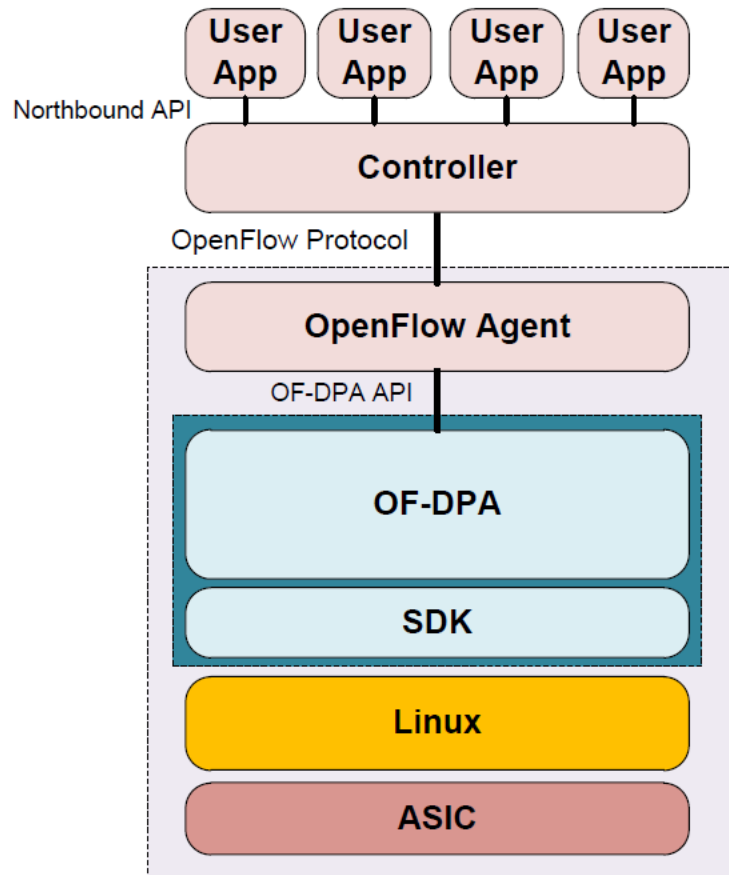 User User User User
App App App App
Northbound API
Controller
OpenFlow Protocol
OpenFlow Agent
OF-DPA API
OF-DPA
SDK
Linux
ASIC